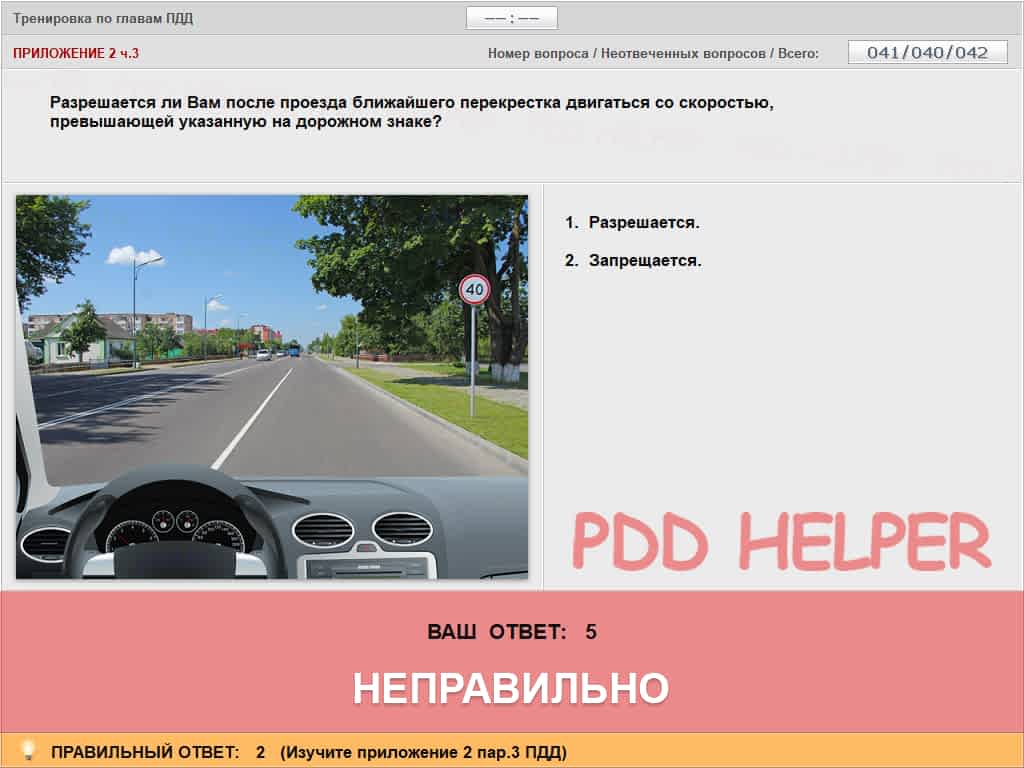 Тренировка по главам ПДД
–– : ––
ПРИЛОЖЕНИЕ 2 ч.3
Номер вопроса / Неотвеченных вопросов / Всего:
041/040/042
Разрешается ли Вам после проезда ближайшего перекрестка двигаться со скоростью,
превышающей указанную на дорожном знаке?
40
1. Разрешается.
2. Запрещается.
PDD HELPER
ВАШ ОТВЕТ: 5
НЕПРАВИЛЬНО
ПРАВИЛЬНЫЙ ОТВЕТ: 2 (Изучите приложение 2 пар.3 ПДД)